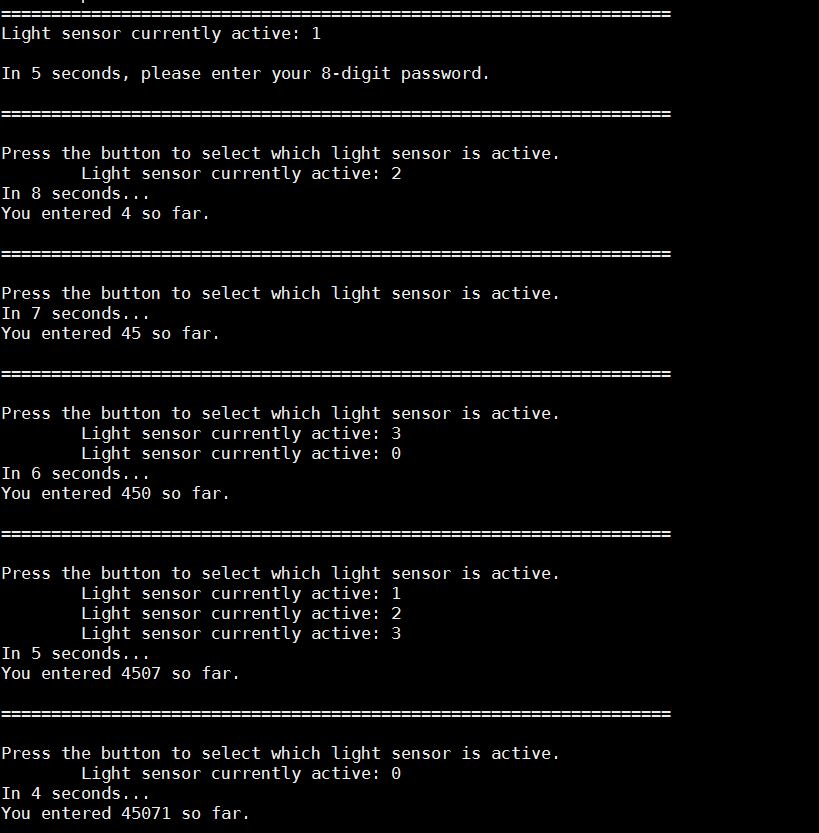 ===================================================================
Light sensor currently active: 1
In 5 seconds, please enter your 8-digit password.
===================================================================
Press the button to select which light sensor is active.
Light sensor currently active: 2
In 8 seconds...
You entered 4 so far.
===================================================================
Press the button to select which light sensor is active.
In 7 seconds...
You entered 45 so far.
===================================================================
Press the button to select which light sensor is active.
Light sensor currently active: 3
Light sensor currently active: 0
In 6 seconds...
You entered 450 so far.
===================================================================
Press the button to select which light sensor is active.
Light sensor currently active: 1
Light sensor currently active: 2
Light sensor currently active: 3
In 5 seconds...
You entered 4507 so far.
===================================================================
Press the button to select which light sensor is active.
Light sensor currently active: 0
In 4 seconds...
You entered 45071 so far.